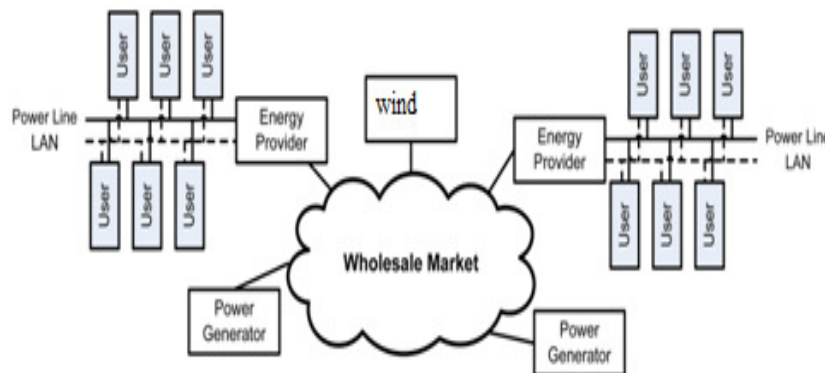 User
User
User
User
User
User
wind
Power Line
LAN
Energy
Provider
Energy
Provider
Power Line
LAN
User
User
User
User
User
User
Wholesale Market
Power
Generator
Power
Generator